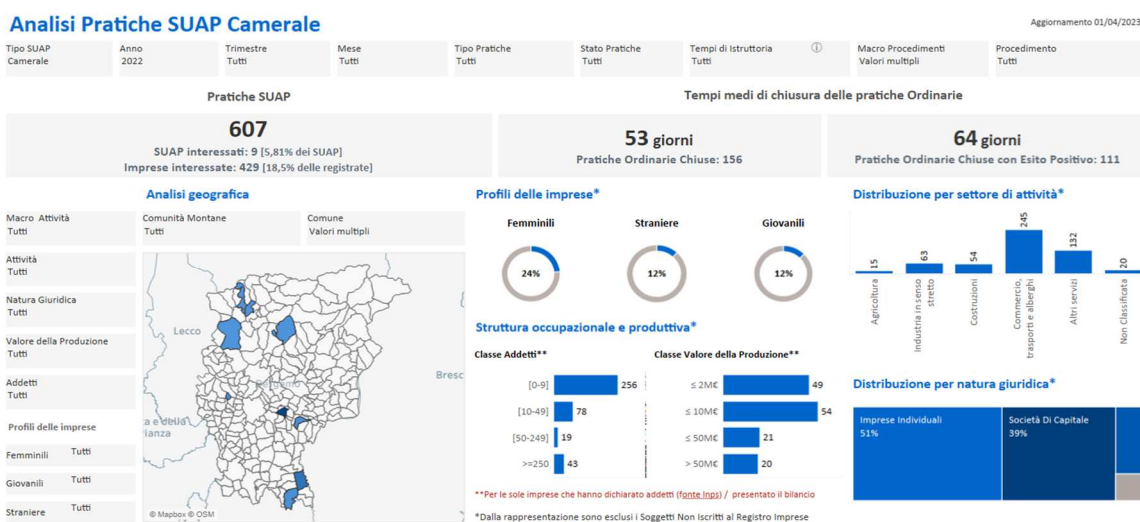 Analisi Pratiche SUAP Camerale
Aggiornamento 01/04/2023
Tipo SUAP
Camerale
Anno
2022
Trimestre
Tutti
Mese
Tutti
Tipo Pratiche
Tutti
Stato Pratiche
Tutti
Tempi di Istruttoria
Tutti
Macro Procedimenti
Valori multipli
Procedimento
Tutti
Pratiche SUAP
607
SUAP interessati: 9 [5,81% dei SUAP]
Imprese interessate: 429 [18,5% delle registrate]
Tempi medi di chiusura delle pratiche Ordinarie
53 giorni
Pratiche Ordinarie Chiuse: 156
64 giorni
Pratiche Ordinarie Chiuse con Esito Positivo: 111
Analisi geografica
Macro Attività
Tutti
Comunità Montane
Tutti
Comune
Valori multipli
Attività
Tutti
Natura Giuridica
Tutti
Valore della Produzione
Tutti
Addetti
Tutti
Profili delle imprese
Femminili Tutti
Giovanili Tutti
Straniere Tutti
Lecco
Bergamo
Bresc
a e della
ianza
© Mapbox © OSM
Profili delle imprese*
Femminili
24%
Straniere
12%
Giovanili
12%
Struttura occupazionale e produttiva*
Classe Addetti**
[0-9] 256
[10-49] 78
[50-249] 19
>=250 43
Classe Valore della Produzione**
≤ 2M€ 49
≤ 10M€ 54
≤ 50M€ 21
> 50M€ 20
**Per le sole imprese che hanno dichiarato addetti (fonte Inps) / presentato il bilancio
*Dalla rappresentazione sono esclusi i Soggetti Non Iscritti al Registro Imprese
Distribuzione per settore di attività*
15
63
54
245
132
20
Agricoltura
Industria in senso
stretto
Costruzioni
Commercio,
trasporti e alberghi
Altri servizi
Non Classificata
Distribuzione per natura giuridica*
Imprese Individuali
51%
Società Di Capitale
39%